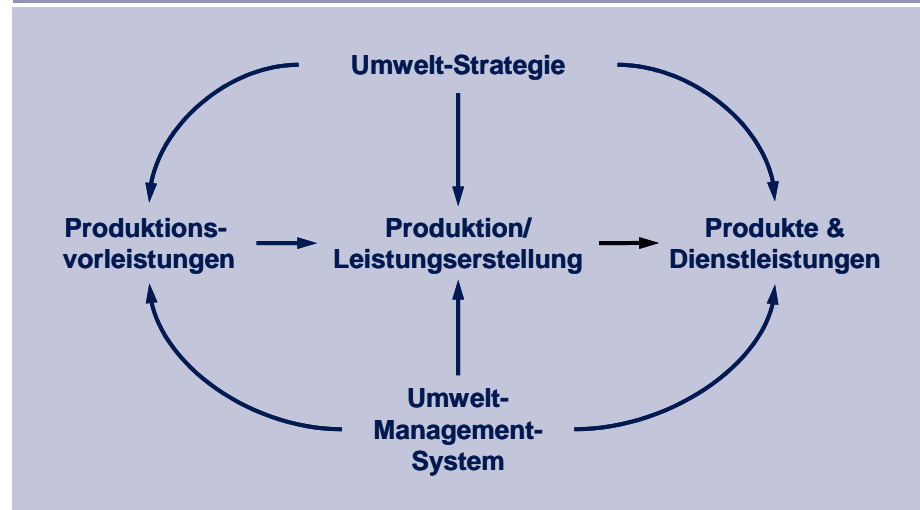 Umwelt-Strategie
Produktions-
vorleistungen
Produktion/
Leistungserstellung
Produkte &
Dienstleistungen
Umwelt-
Management-
System